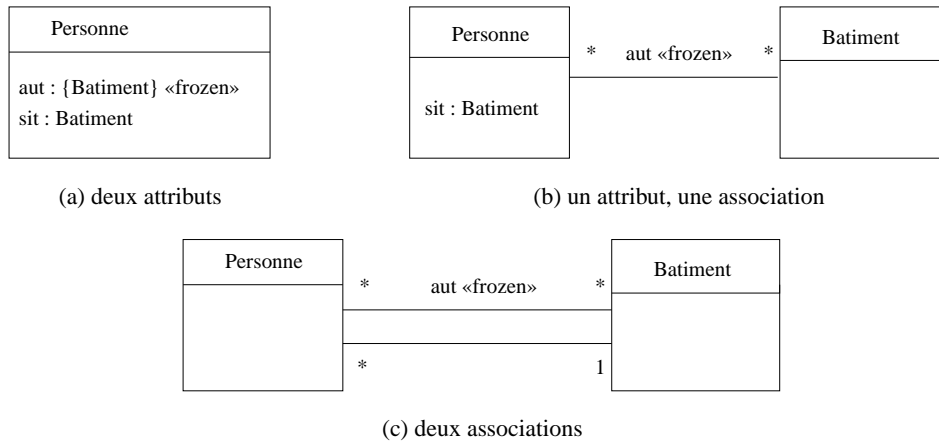 Personne
aut : {Batiment} «frozen»
sit : Batiment
(a) deux attributs
Personne
sit : Batiment
* aut «frozen» *
Batiment
(b) un attribut, une association
Personne
* aut «frozen» *
* 1
Batiment
(c) deux associations